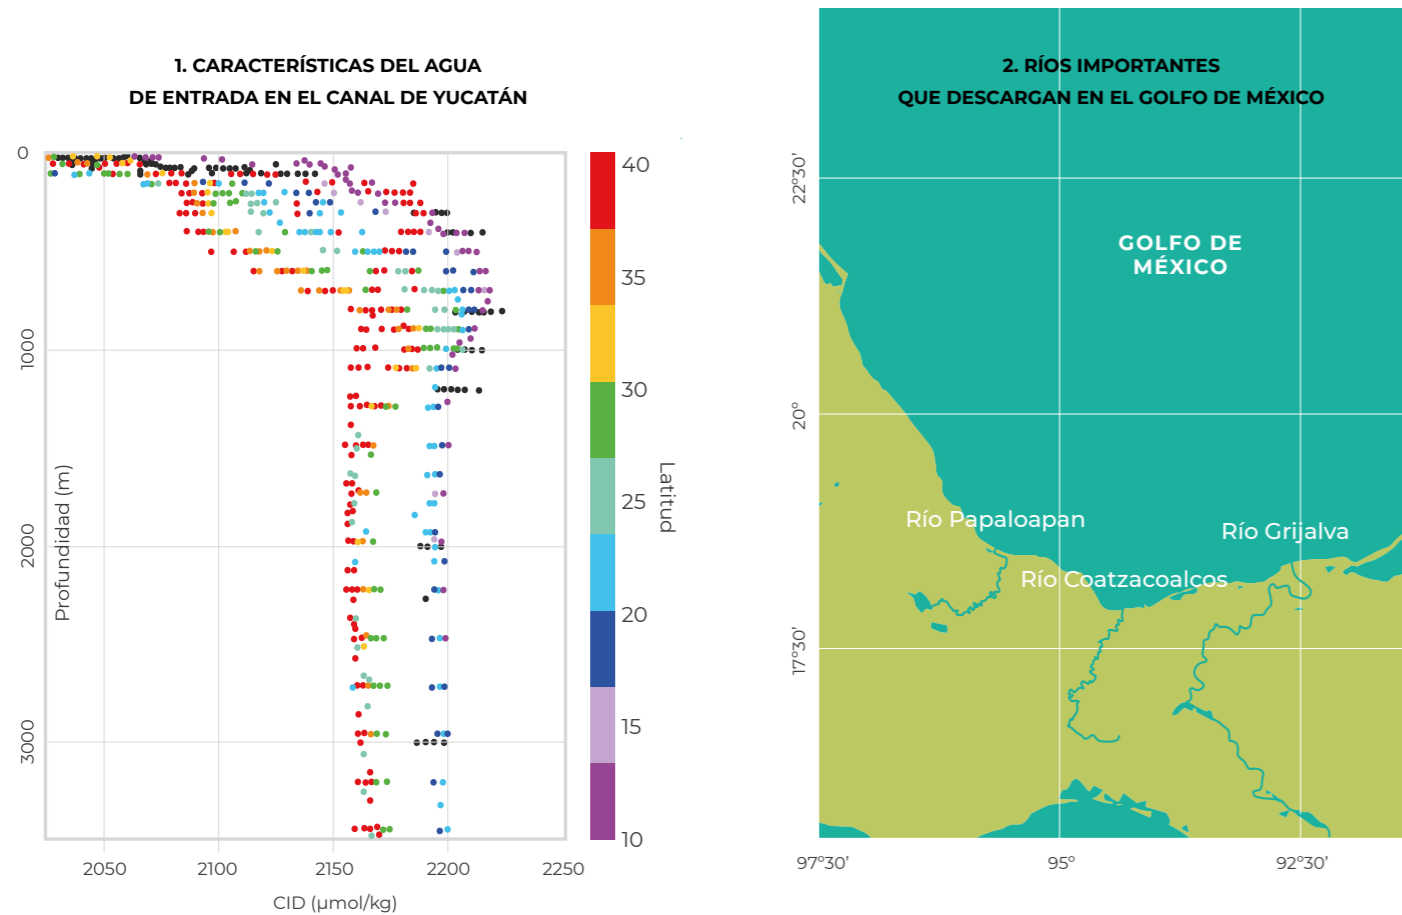 1. CARACTERÍSTICAS DEL AGUA
DE ENTRADA EN EL CANAL DE YUCATÁN
0
1000
2000
3000
Profundidad (m)
2050
2100
2150
2200
2250
CID (µmol/kg)
40
35
30
25
20
15
10
Latitud
2. RÍOS IMPORTANTES
QUE DESCARGAN EN EL GOLFO DE MÉXICO
22°30’
20°
17°30’
GOLFO DE
MÉXICO
Río Papaloapan
Río Grijalva
Río Coatzacoalcos
97°30’
95°
92°30’